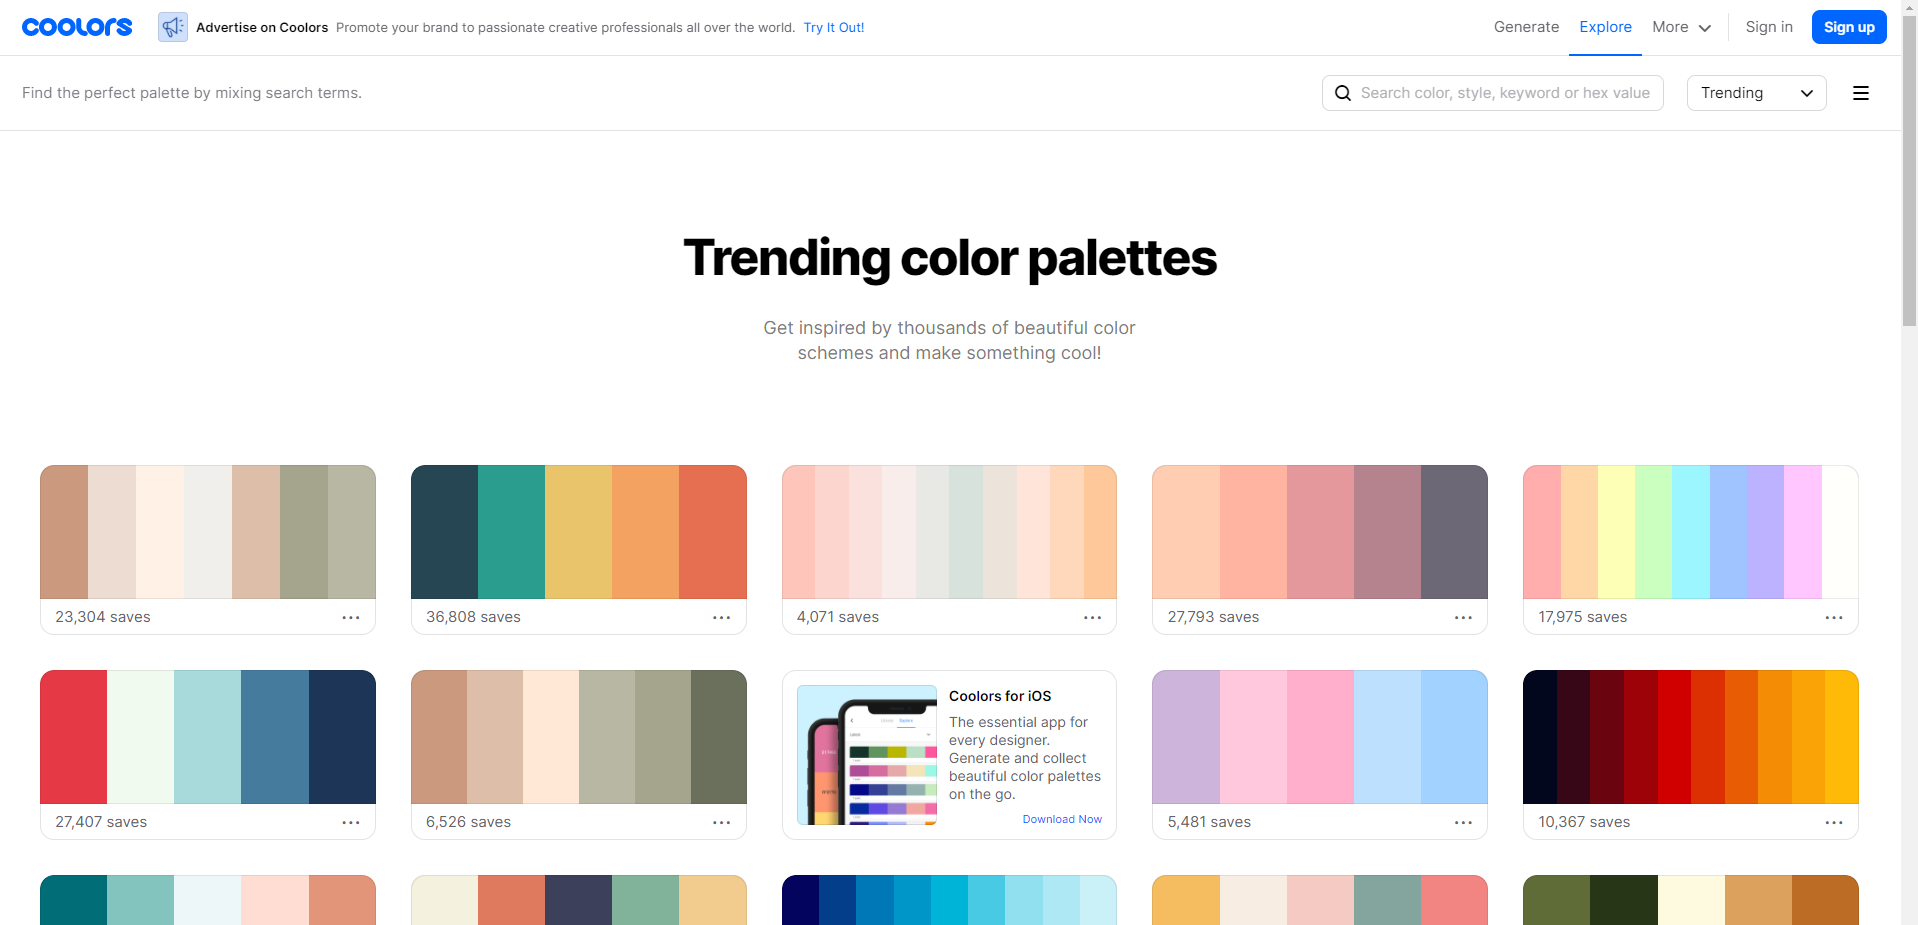 coolors
Advertise on Coolors Promote your brand to passionate creative professionals all over the world. Try It Out!
Generate Explore More Sign in Sign up
Find the perfect palette by mixing search terms.
Search color, style, keyword or hex value
Trending
Trending color palettes
Get inspired by thousands of beautiful color
schemes and make something cool!
23,304 saves
36,808 saves
4,071 saves
27,793 saves
17,975 saves
27,407 saves
6,526 saves
Coolors for iOS
The essential app for
every designer.
Generate and collect
beautiful color palettes
on the go.
Download Now
5,481 saves
10,367 saves